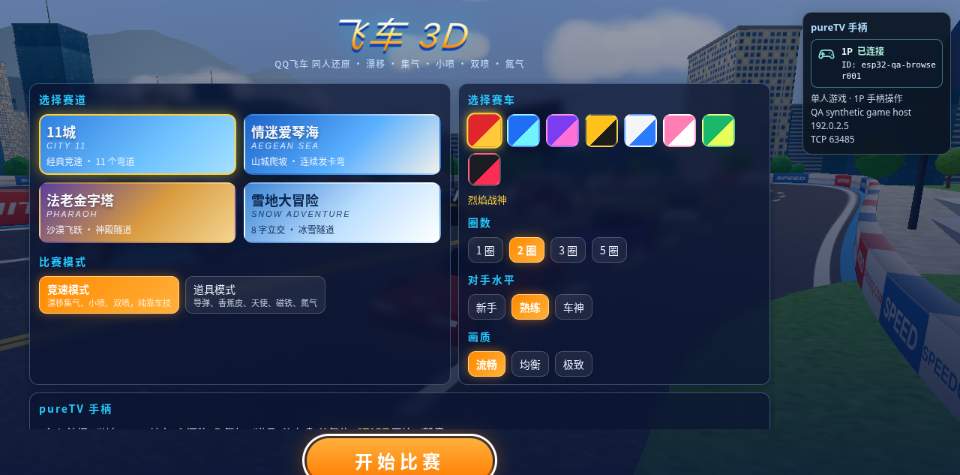 飞车 3D
QQ飞车 同人还原 • 漂移 • 集气 • 小喷 • 双喷 • 氮气
选择赛道
11城
CITY 11
经典竞速 • 11 个弯道
情迷爱琴海
AEGEAN SEA
山城爬坡 • 连续发卡弯
法老金字塔
PHARAOH
沙漠飞跃 • 神殿隧道
雪地大冒险
SNOW ADVENTURE
8 字立交 • 冰雪隧道
比赛模式
竞速模式
漂移集气、小喷、双喷，纯靠车技
道具模式
导弹、香蕉皮、天使、磁铁、氮气
选择赛车
烈焰战神
圈数
1 圈
2 圈
3 圈
5 圈
对手水平
新手
熟练
车神
画质
流畅
均衡
极致
pureTV 手柄
开始比赛
pureTV 手柄
1P 已连接
ID: esp32-qa-browse
r001
单人游戏 · 1P 手柄操作
QA synthetic game host
192.0.2.5
TCP 63485
SPEED
SPEED